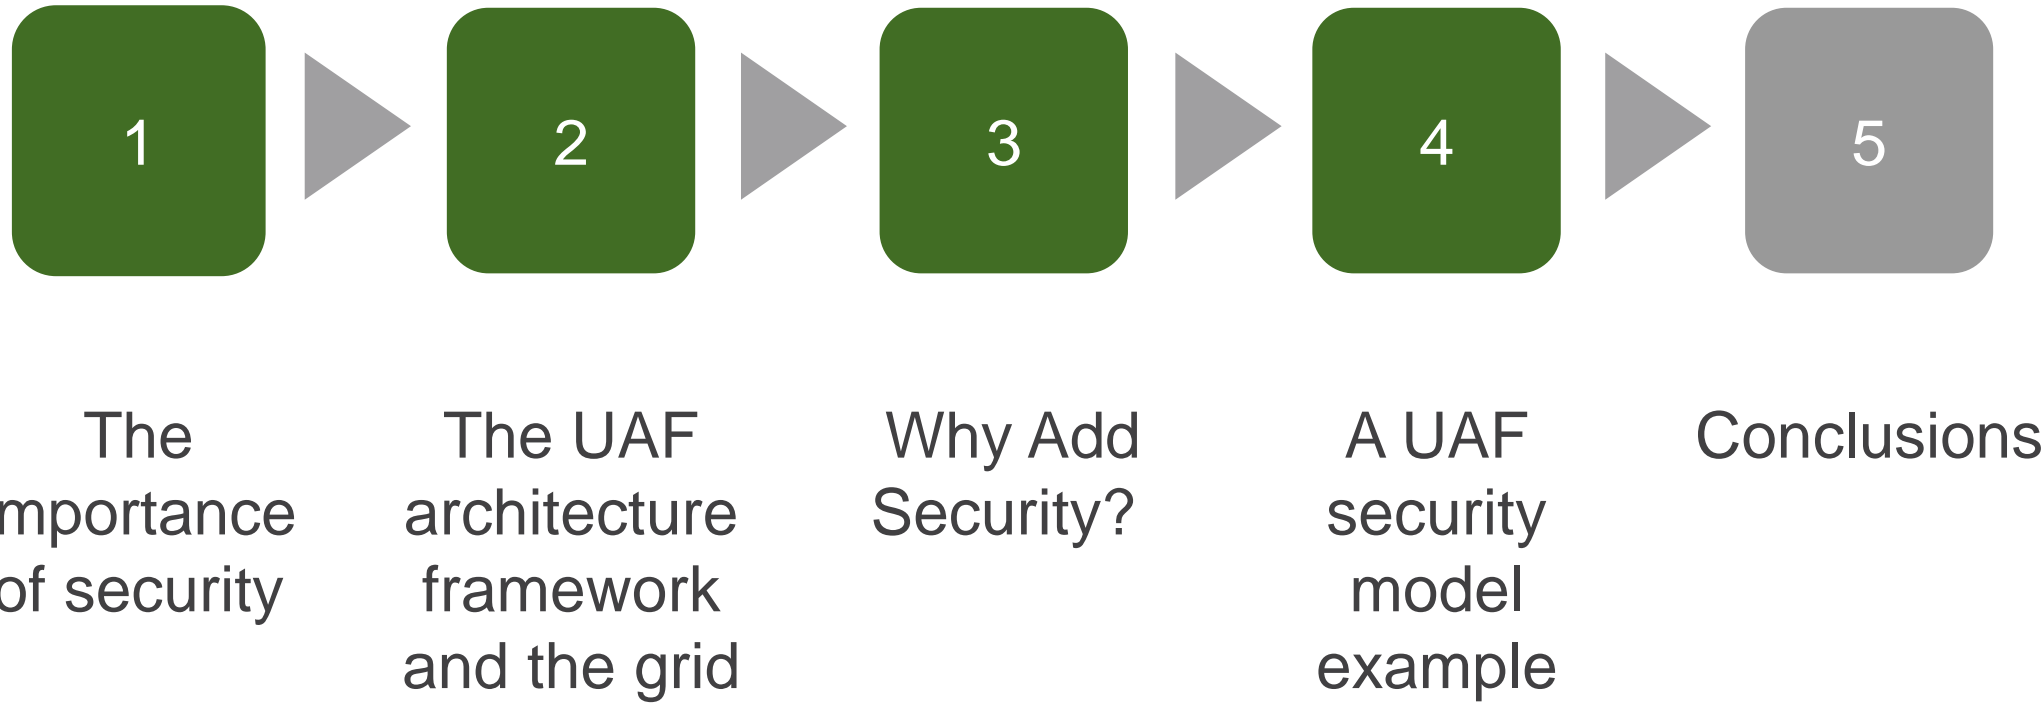 1
2
3
4
5
The
mportance
of security
The UAF
architecture
framework
and the grid
Why Add
Security?
A UAF
security
model
example
Conclusions